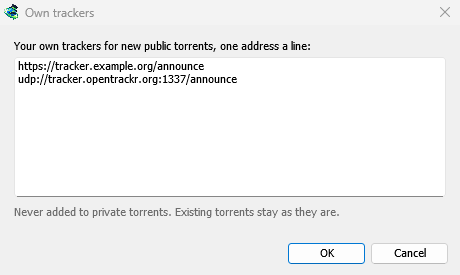 Own trackers
Your own trackers for new public torrents, one address a line:
https://tracker.example.org/announce
udp://tracker.opentrackr.org:1337/announce
Never added to private torrents. Existing torrents stay as they are.
OK
Cancel